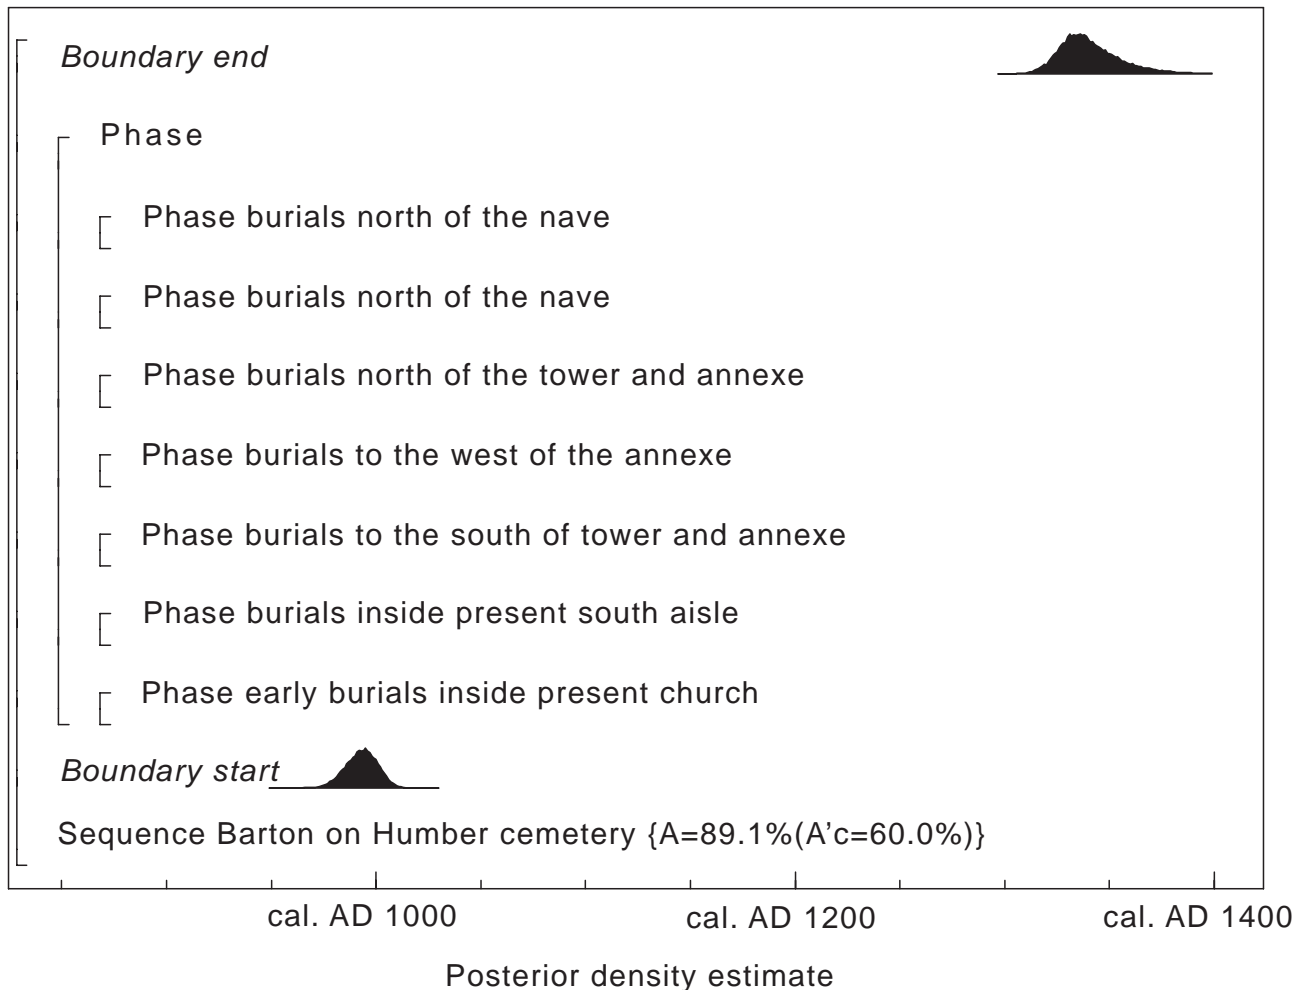 Boundary end
Phase
Phase burials north of the nave
Phase burials north of the nave
Phase burials north of the tower and annexe
Phase burials to the west of the annexe
Phase burials to the south of tower and annexe
Phase burials inside present south aisle
Phase early burials inside present church
Boundary start
Sequence Barton on Humber cemetery {A=89.1%(A’c=60.0%)}
cal. AD 1000 cal. AD 1200 cal. AD 1400
Posterior density estimate